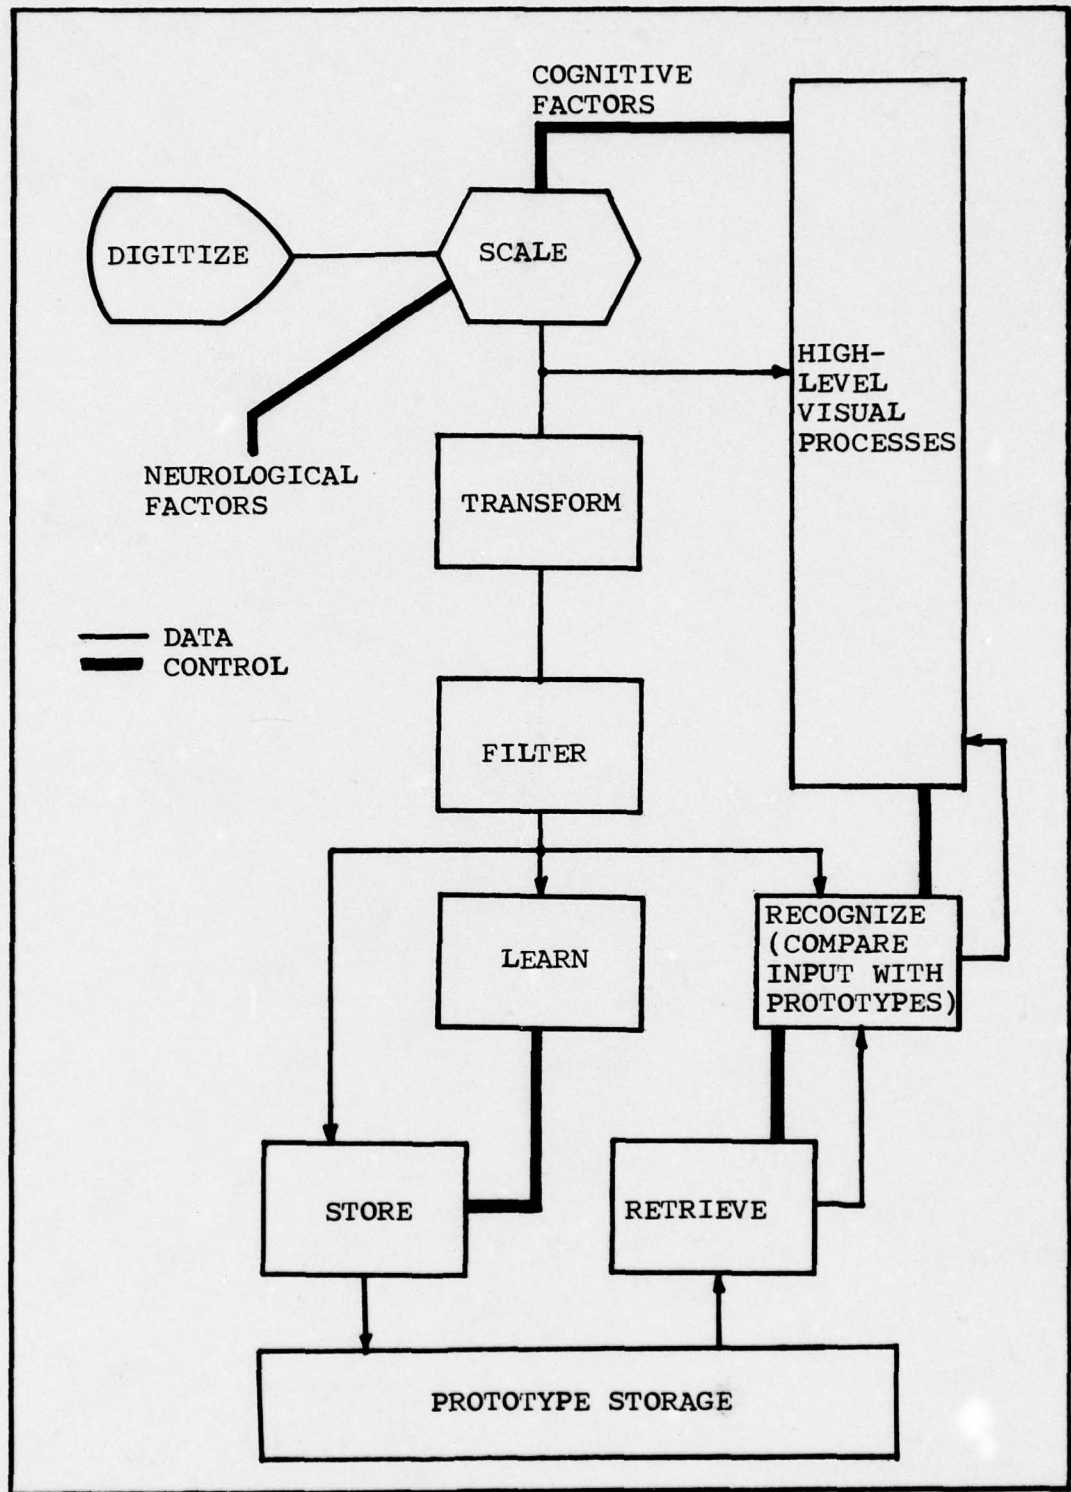 COGNITIVE
FACTORS
DIGITIZE
SCALE
HIGH-
LEVEL
VISUAL
PROCESSES
NEUROLOGICAL
FACTORS
TRANSFORM
DATA
CONTROL
FILTER
LEARN
RECOGNIZE
(COMPARE
INPUT WITH
PROTOTYPES)
STORE
RETRIEVE
PROTOTYPE STORAGE